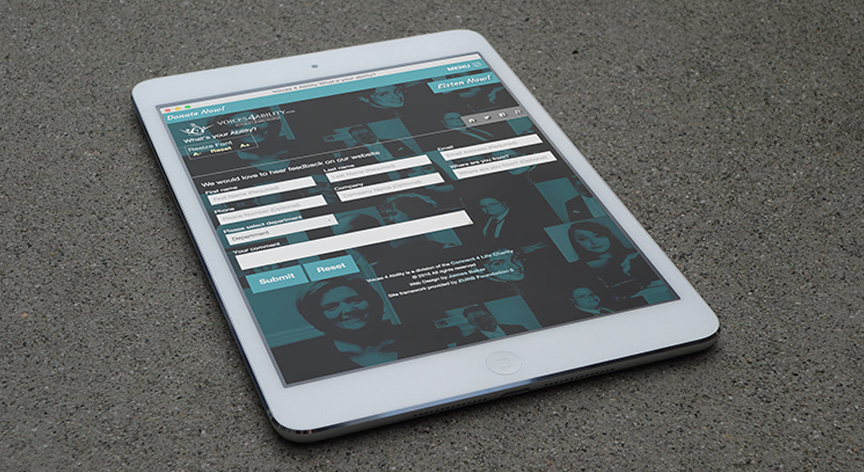 Voices 4 Ability What's your ability?
MENU
Donate Now!
Listen Now!
VOICES4ABILITY.com
What's your Ability?
Resize Font
A- Reset A+
We would love to hear feedback on our website
First name
Last name
Email
First Name (Required)
Last Name (Required)
Email Address (Required)
Phone
Company
Where are you from?
Phone Number (Optional)
Company Name (Optional)
Where are you from? (Optional)
Please select department
Department
Your comment
Submit
Reset
Voices 4 Ability is a division of the Connect 4 Life Charity
All rights reserved
Web Design by James Baker
Site framework provided by ZURB Foundation 5